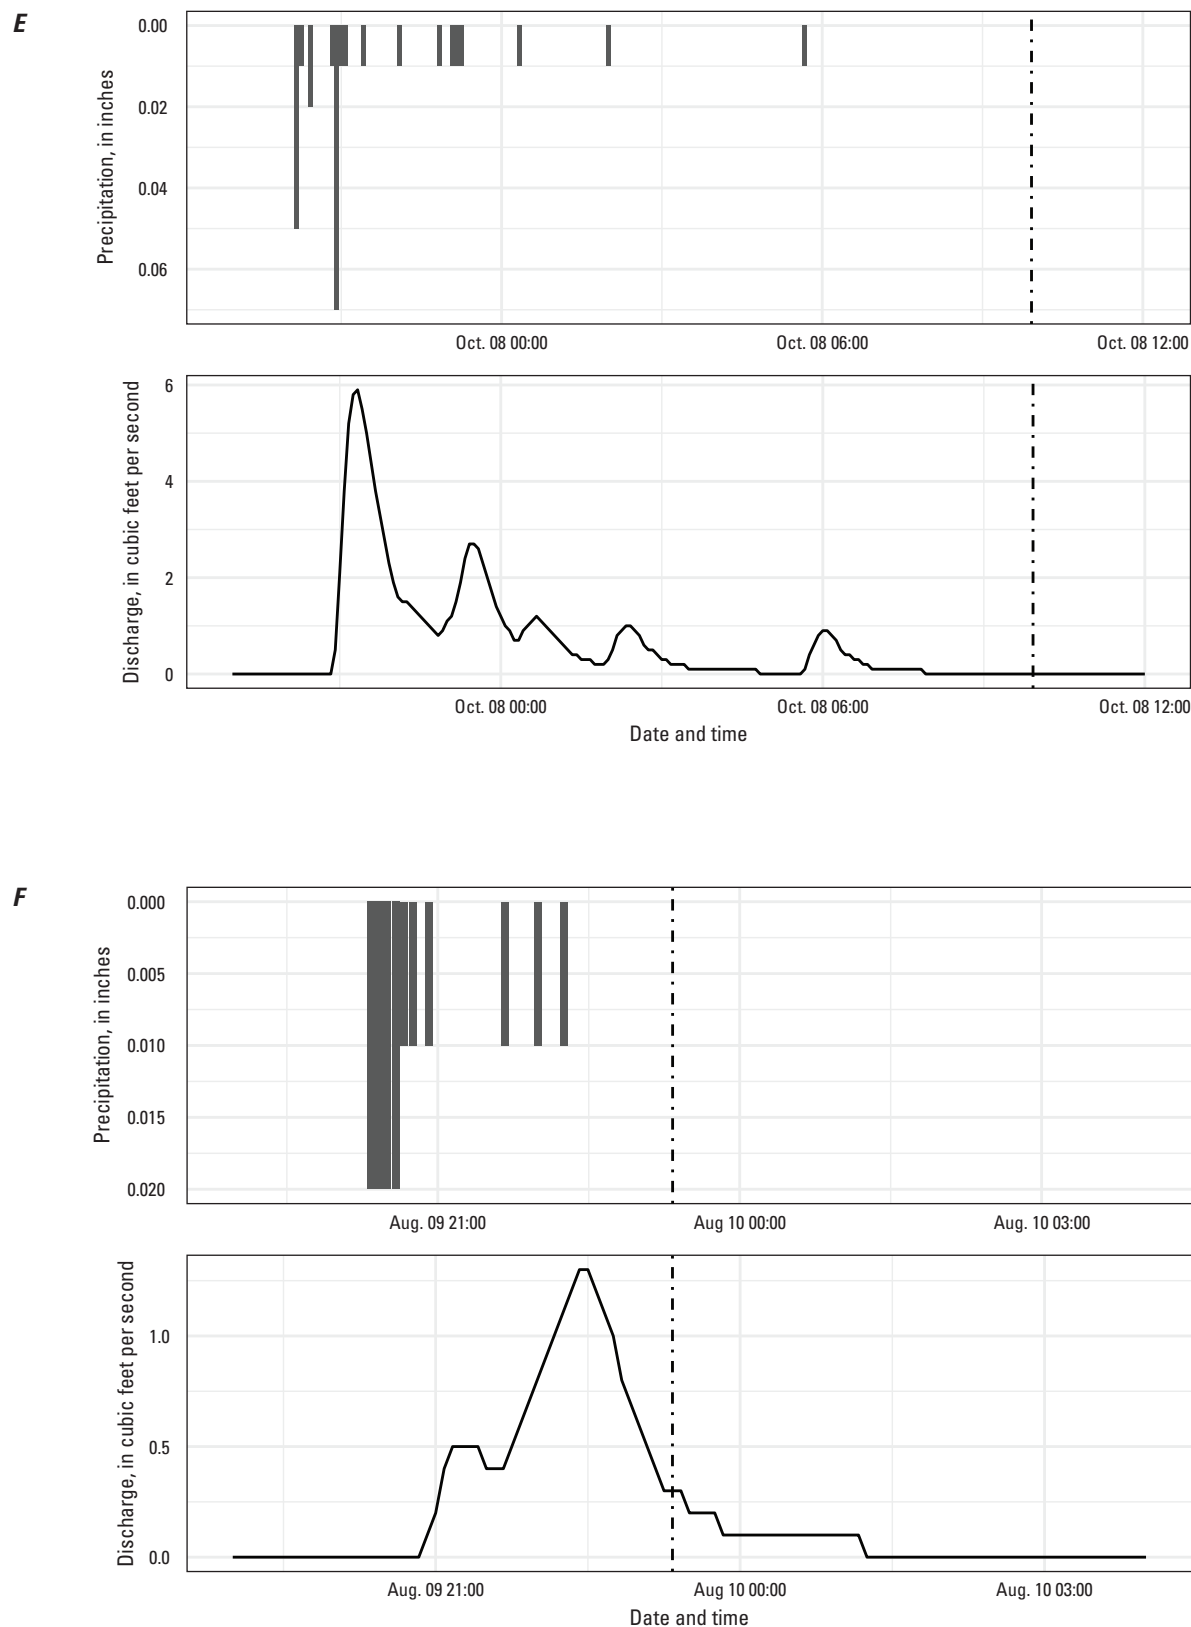 E
0.00
0.02
0.04
0.06
Precipitation, in inches
Oct. 08 00:00 Oct. 08 06:00 Oct. 08 12:00
6
4
2
0
Discharge, in cubic feet per second
Oct. 08 00:00 Oct. 08 06:00 Oct. 08 12:00
Date and time
F
0.000
0.005
0.010
0.015
0.020
Precipitation, in inches
Aug. 09 21:00 Aug 10 00:00 Aug. 10 03:00
1.0
0.5
0.0
Discharge, in cubic feet per second
Aug. 09 21:00 Aug 10 00:00 Aug. 10 03:00
Date and time